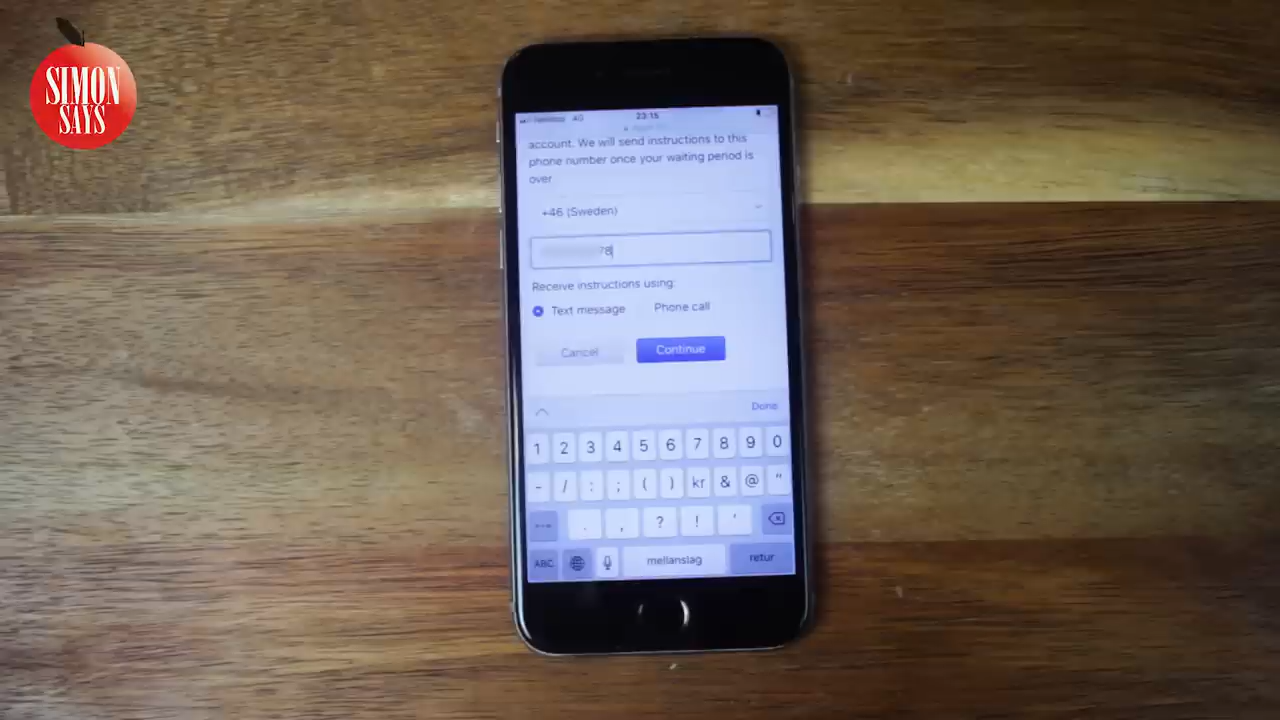 SIMON
SAYS
4G
23:15
account. We will send instructions to this
phone number once your waiting period is
over
+46 (Sweden)
78
Receive instructions using:
Text message Phone call
Cancel Continue
Done
1 2 3 4 5 6 7 8 9 0
- / : ; ( ) kr & @ "
. , ? ! '
ABC mellanslag retur